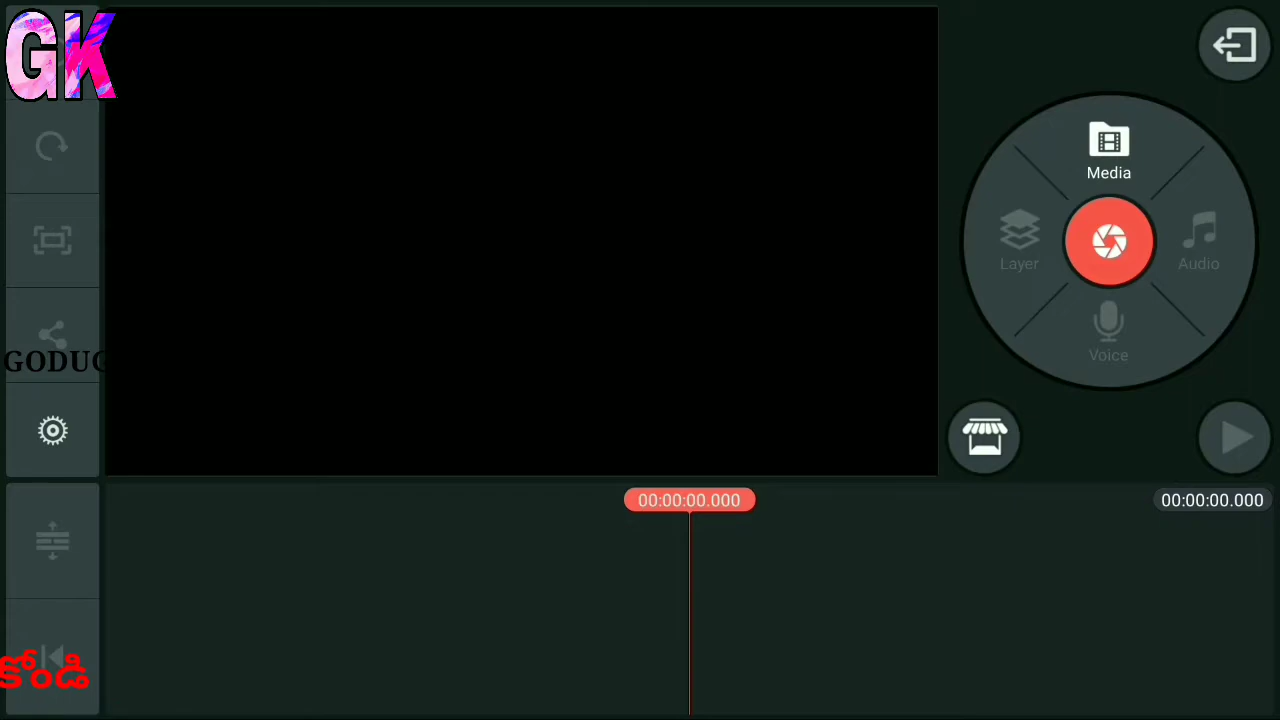 GK
Media
Layer
Audio
Voice
GODUG
00:00:00.000
00:00:00.000
కోండి